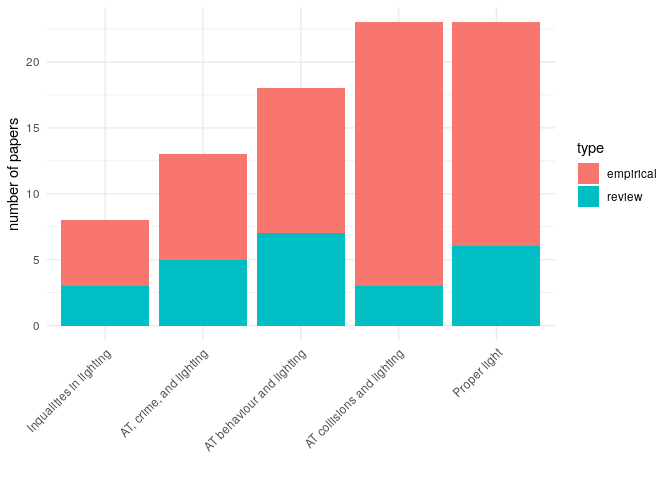 number of papers
20
15
10
5
0
Inqualities in lighting
AT, crime, and lighting
AT behaviour and lighting
AT collisions and lighting
Proper light
type
empirical
review